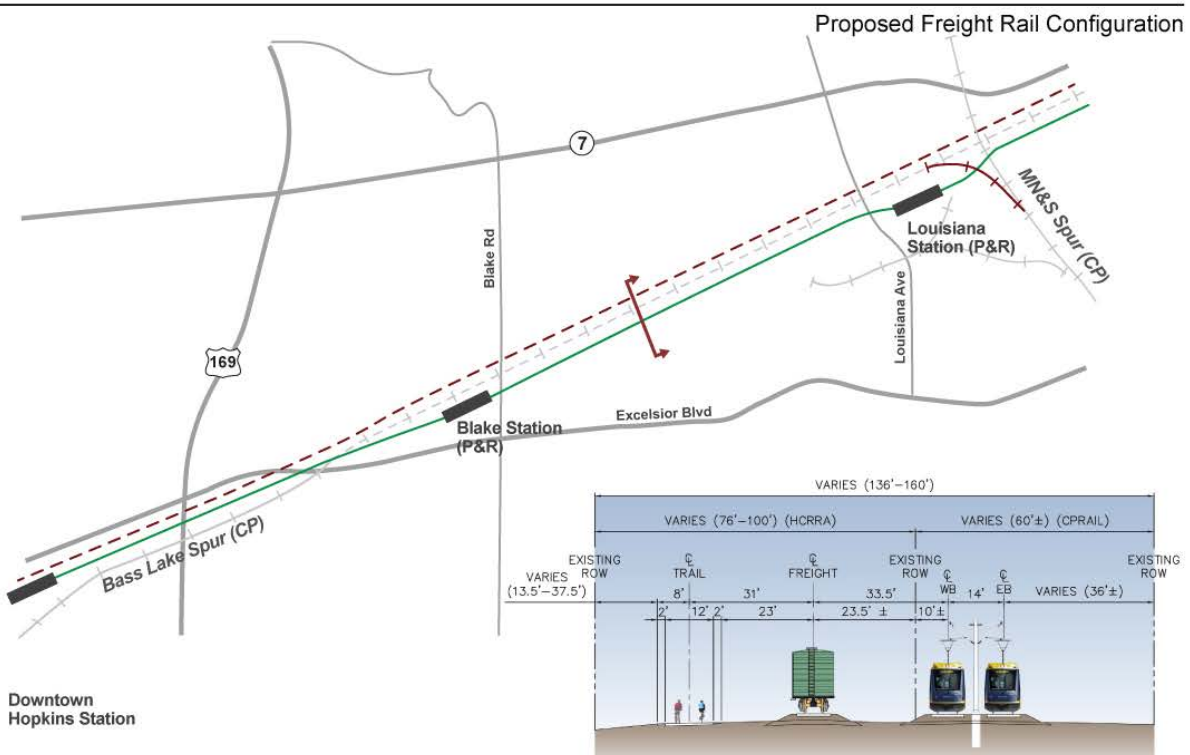 Proposed Freight Rail Configuration
7
MN&S Spur (CP)
Louisiana
Station (P&R)
Blake Rd
Louisiana Ave
169
Excelsior Blvd
Blake Station
(P&R)
Bass Lake Spur (CP)
Downtown
Hopkins Station
VARIES (136'-160')
VARIES (76'-100') (HCRRA)
VARIES (60'±) (CPRAIL)
EXISTING
ROW
VARIES
(13.5'-37.5')
℄
TRAIL
℄
FREIGHT
EXISTING
ROW
℄
WB
℄
EB
EXISTING
ROW
8'
31'
33.5'
14'
VARIES (36'±)
2'
12'
2'
23'
23.5' ±
10'±